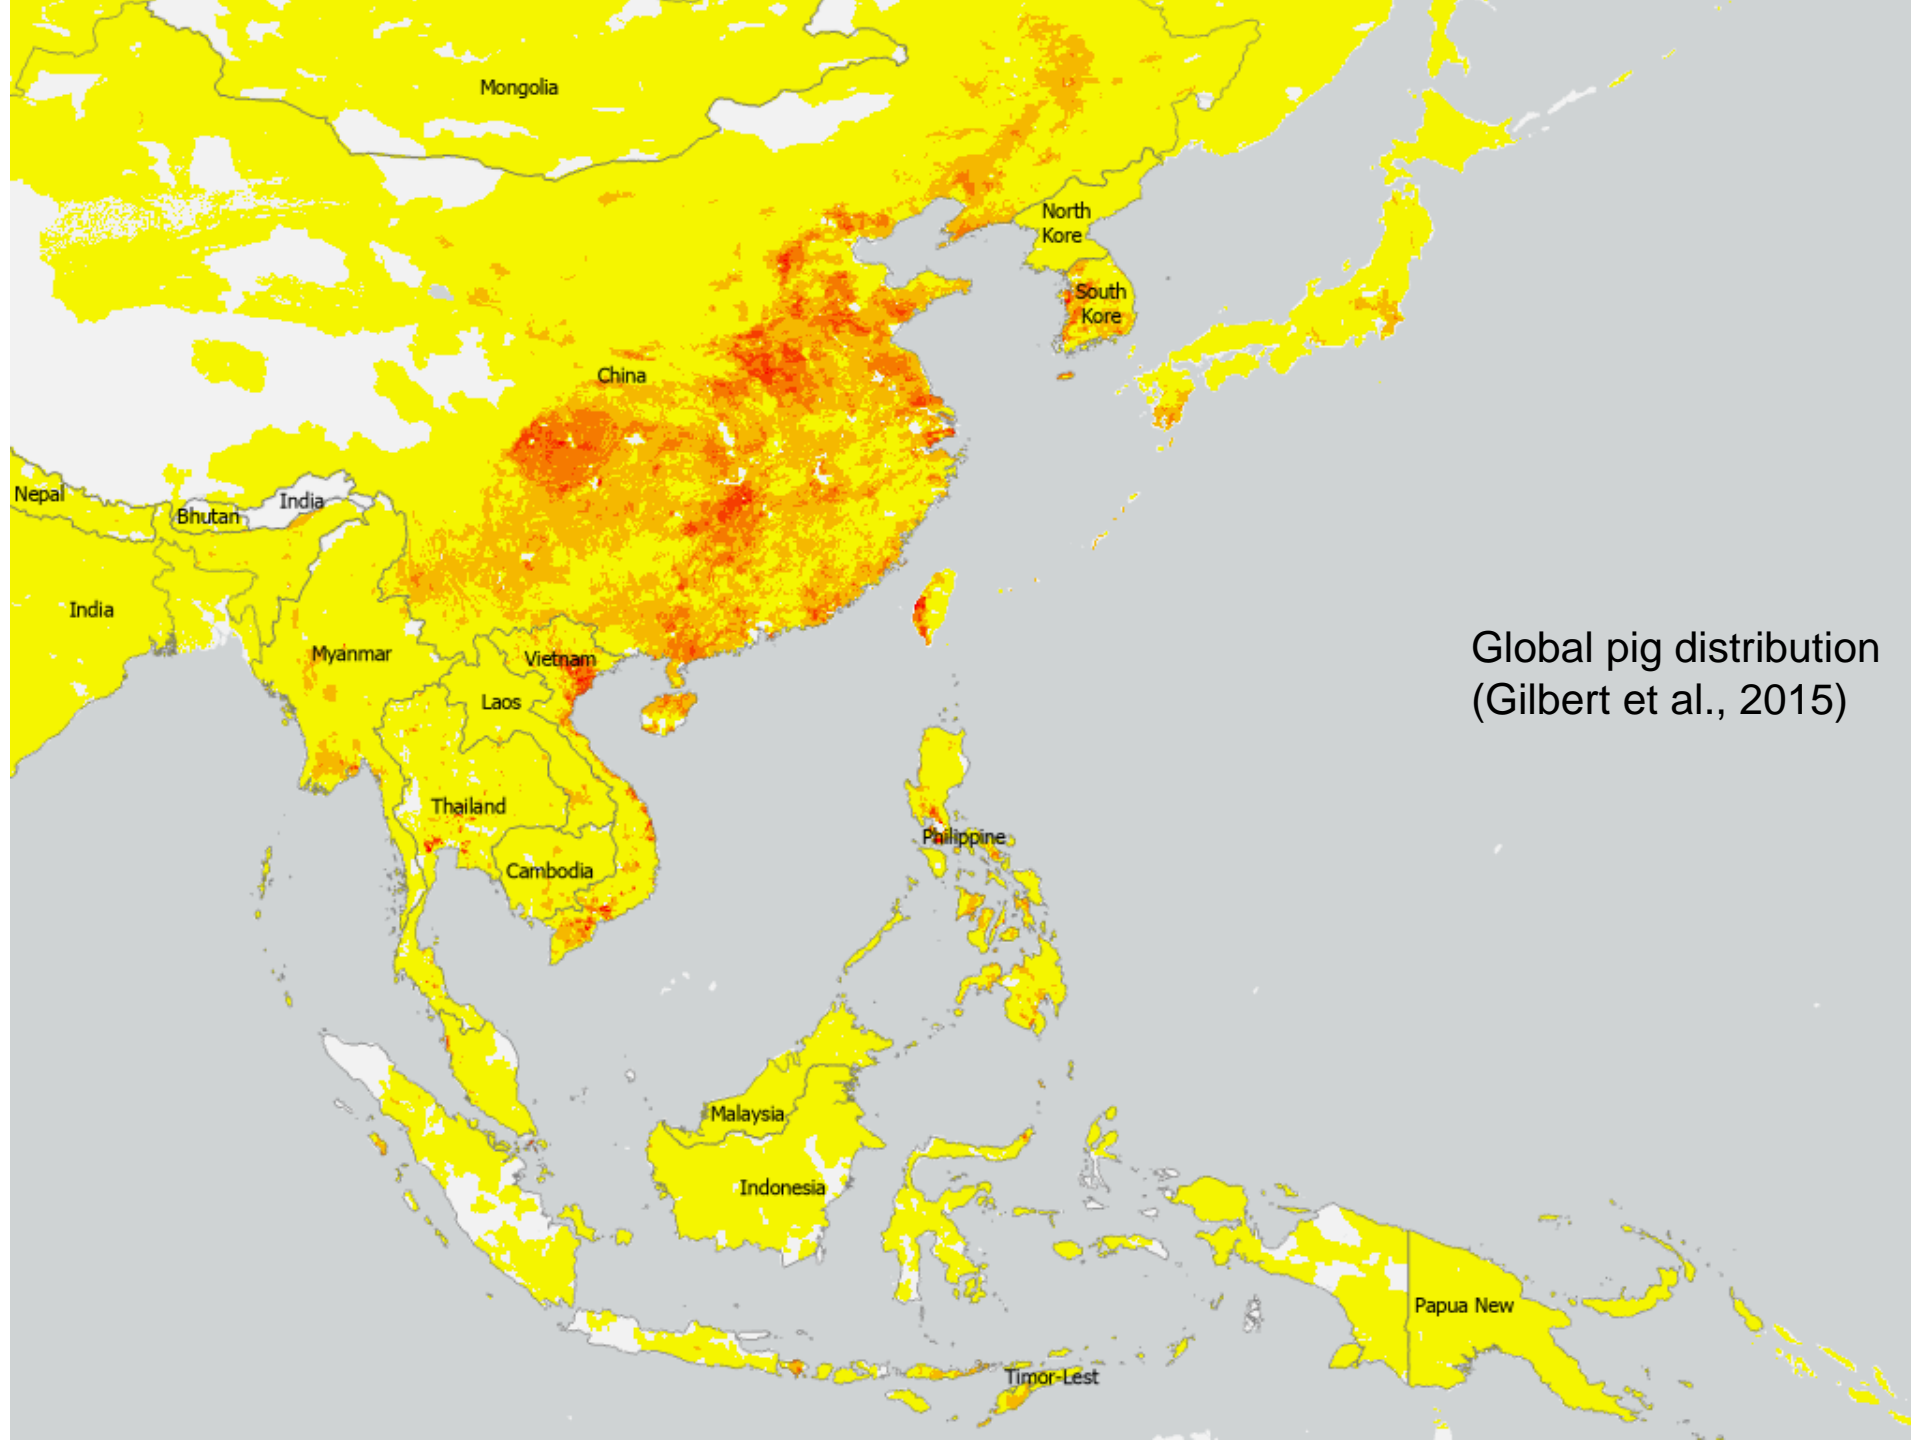 Mongolia
North
Kore
South
Kore
China
Nepal
India
Bhutan
India
Myanmar
Vietnam
Laos
Global pig distribution
(Gilbert et al., 2015)
Thailand
Philippine
Cambodia
Malaysia
Indonesia
Papua New
Timor-Lest